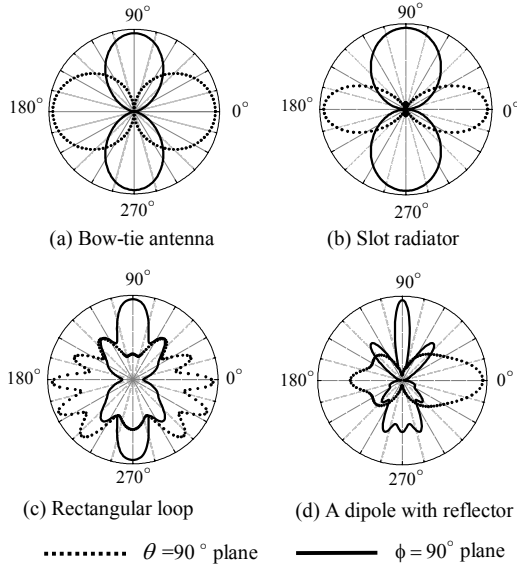 90°
90°
180°
0°
180°
0°
270°
270°
(a) Bow-tie antenna
(b) Slot radiator
90°
90°
180°
0°
180°
0°
270°
270°
(c) Rectangular loop
(d) A dipole with reflector
θ =90 ° plane
ϕ = 90° plane